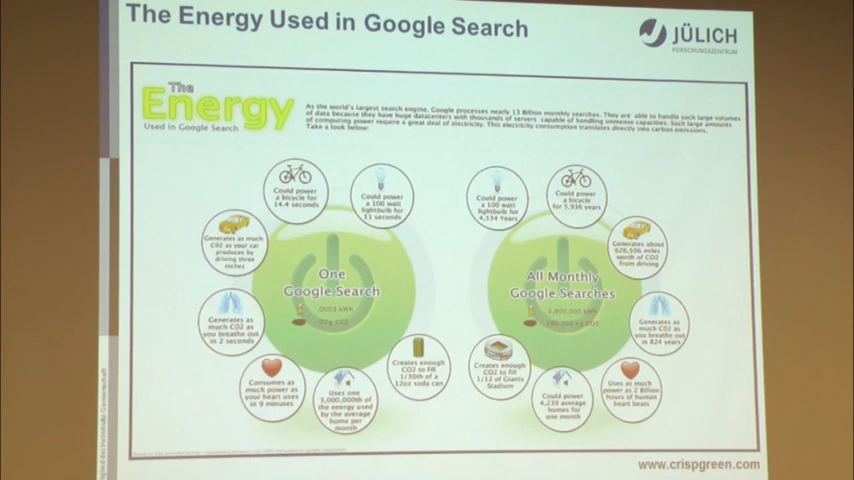 The Energy Used in Google Search
JÜLICH
FORSCHUNGSZENTRUM
The
Energy
Used in Google Search
As the world's largest search engine, Google processes nearly 13 Billion monthly searches. They are able to handle such large volumes
of data because they have huge datacenters with thousands of servers capable of handling immense capacities. Such large amounts
of computing power require a great deal of electricity. This electricity consumption translates directly into carbon emissions.
Take a look below:
Could power
a bicycle for
14.4 seconds
Could power
a 100 watt
lightbulb for
11 seconds
Generates as much
CO2 as your car
produces by
driving three
inches
One
Google Search
.0003 kWh
Generates as
much CO2 as
you breathe out
in 2 seconds
Consumes as
much power as
your heart uses
in 9 minutes
Uses one
3,000,000th of
the energy used
by the average
home per
month
Creates enough
CO2 to fill
1/30th of a
12oz soda can
Could power
a 100 watt
lightbulb for
4,534 Years
Could power
a bicycle
for 5,936 years
Generates about
626,506 miles
worth of CO2
from driving
All Monthly
Google Searches
3,900,000 kWh
Generates as
much CO2 as
you breathe out
in 824 years
Creates enough
CO2 to fill
1/12 of Giants
Stadium
Could power
4,239 average
homes for
one month
Uses as much
power as 2 Billion
hours of human
heart beats
www.crispgreen.com